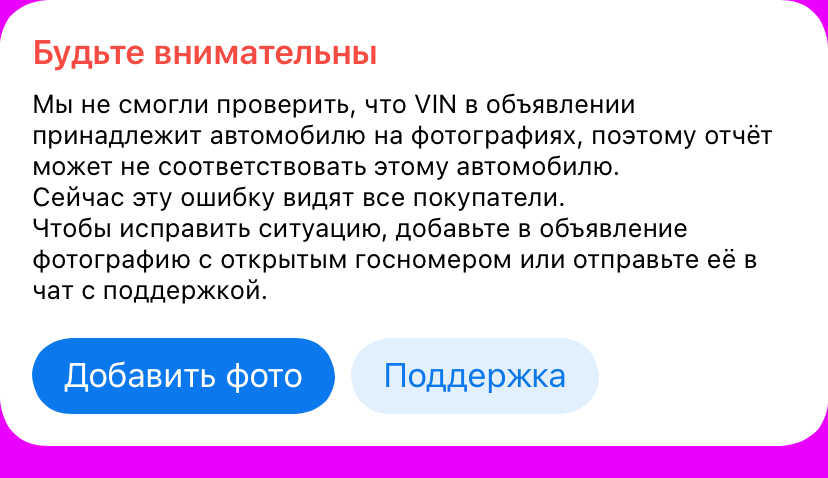 Будьте внимательны
Мы не смогли проверить, что VIN в объявлении
принадлежит автомобилю на фотографиях, поэтому отчёт
может не соответствовать этому автомобилю.
Сейчас эту ошибку видят все покупатели.
Чтобы исправить ситуацию, добавьте в объявление
фотографию с открытым госномером или отправьте её в
чат с поддержкой.
Добавить фото
Поддержка